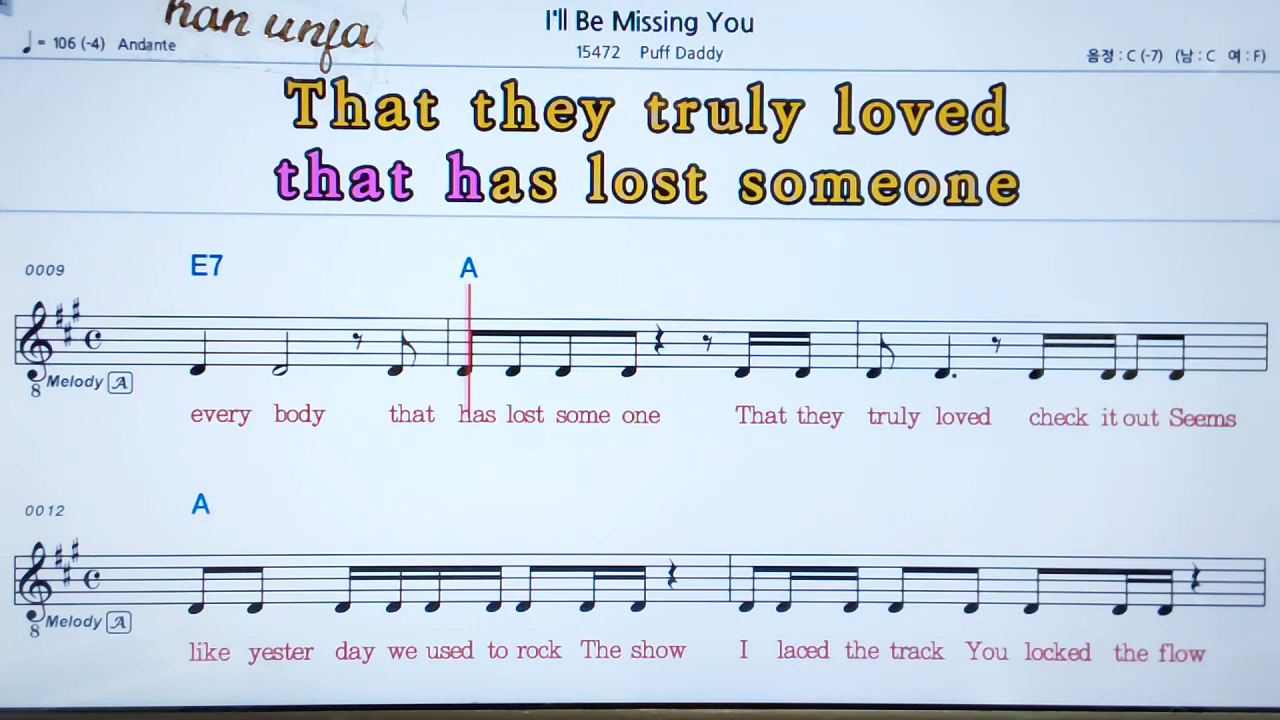 han unfa
I'll Be Missing You
♩ = 106 (-4) Andante
15472 Puff Daddy
음정 : C (-7) (남 : C 여 : F)
That they truly loved
that has lost someone
0009
E7 A
8 Melody A
every body that has lost some one That they truly loved check it out Seems
0012
A
8 Melody A
like yester day we used to rock The show I laced the track You locked the flow